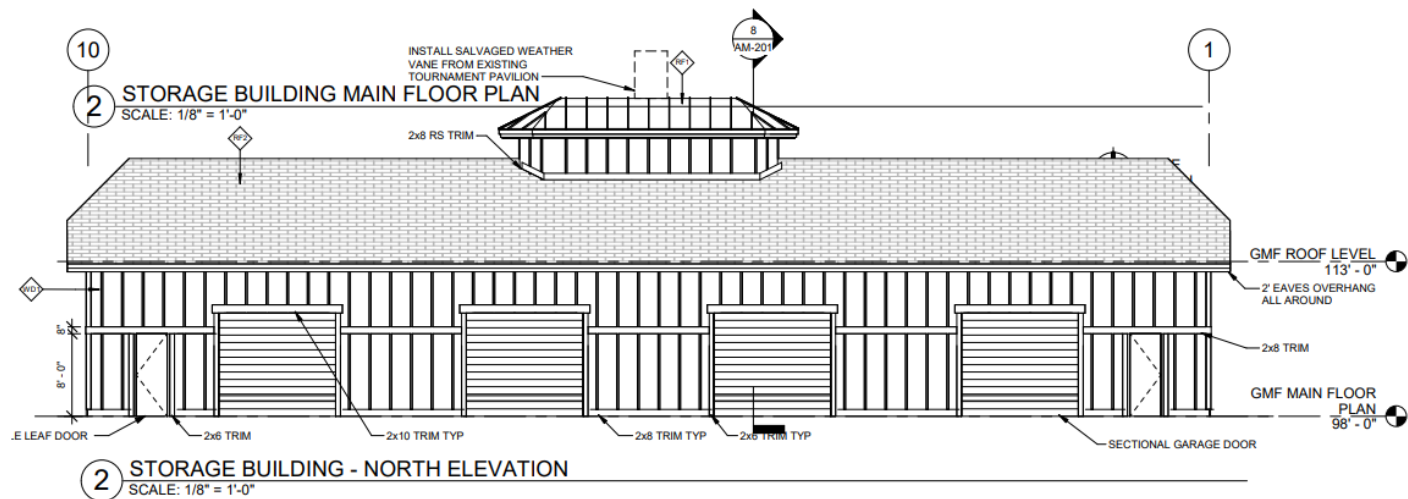 10
8
AM-201
1
INSTALL SALVAGED WEATHER
VANE FROM EXISTING
TOURNAMENT PAVILION
RF1
2
STORAGE BUILDING MAIN FLOOR PLAN
SCALE: 1/8" = 1'-0"
2x8 RS TRIM
RF2
GMF ROOF LEVEL
113' - 0"
WD1
2' EAVES OVERHANG
ALL AROUND
8"
2x8 TRIM
8' - 0"
GMF MAIN FLOOR
PLAN
98' - 0"
.E LEAF DOOR
2x6 TRIM
2x10 TRIM TYP
2x8 TRIM TYP
2x6 TRIM TYP
SECTIONAL GARAGE DOOR
2
STORAGE BUILDING - NORTH ELEVATION
SCALE: 1/8" = 1'-0"